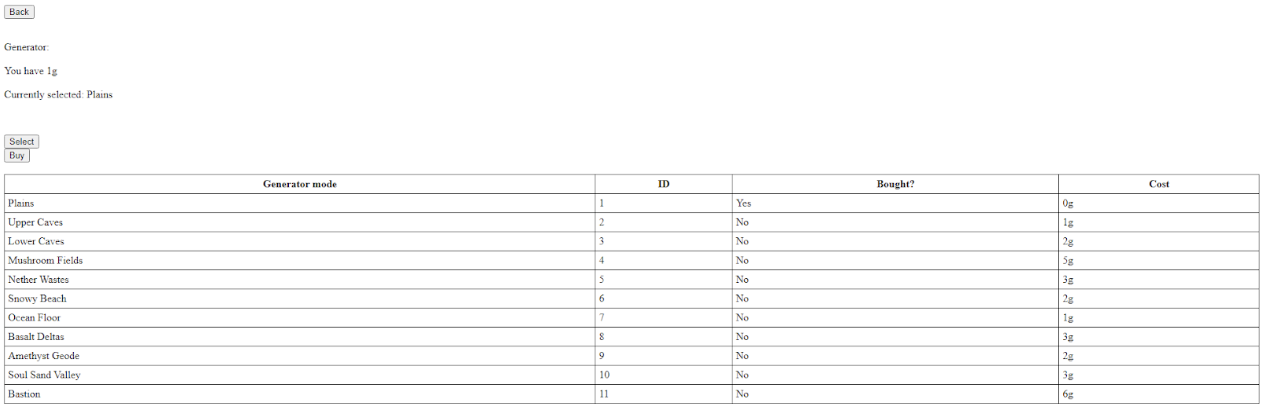 Back
Generator:
You have 1g
Currently selected: Plains
Select
Buy
Generator mode ID Bought? Cost
Plains 1 Yes 0g
Upper Caves 2 No 1g
Lower Caves 3 No 2g
Mushroom Fields 4 No 5g
Nether Wastes 5 No 3g
Snowy Beach 6 No 2g
Ocean Floor 7 No 1g
Basalt Deltas 8 No 3g
Amethyst Geode 9 No 2g
Soul Sand Valley 10 No 3g
Bastion 11 No 6g